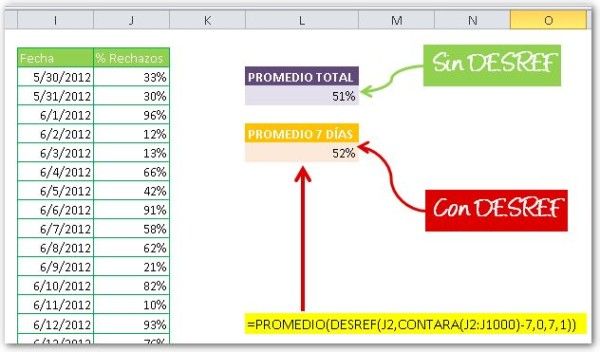 I J K L M N O
Fecha % Rechazos
5/30/2012 33%
5/31/2012 30%
6/1/2012 96%
6/2/2012 12%
6/3/2012 13%
6/4/2012 66%
6/5/2012 42%
6/6/2012 91%
6/7/2012 58%
6/8/2012 62%
6/9/2012 21%
6/10/2012 82%
6/11/2012 10%
6/12/2012 93%
6/13/2012 76%
PROMEDIO TOTAL
51%
PROMEDIO 7 DÍAS
52%
Sin DESREF
Con DESREF
=PROMEDIO(DESREF(J2,CONTARA(J2:J1000)-7,0,7,1))